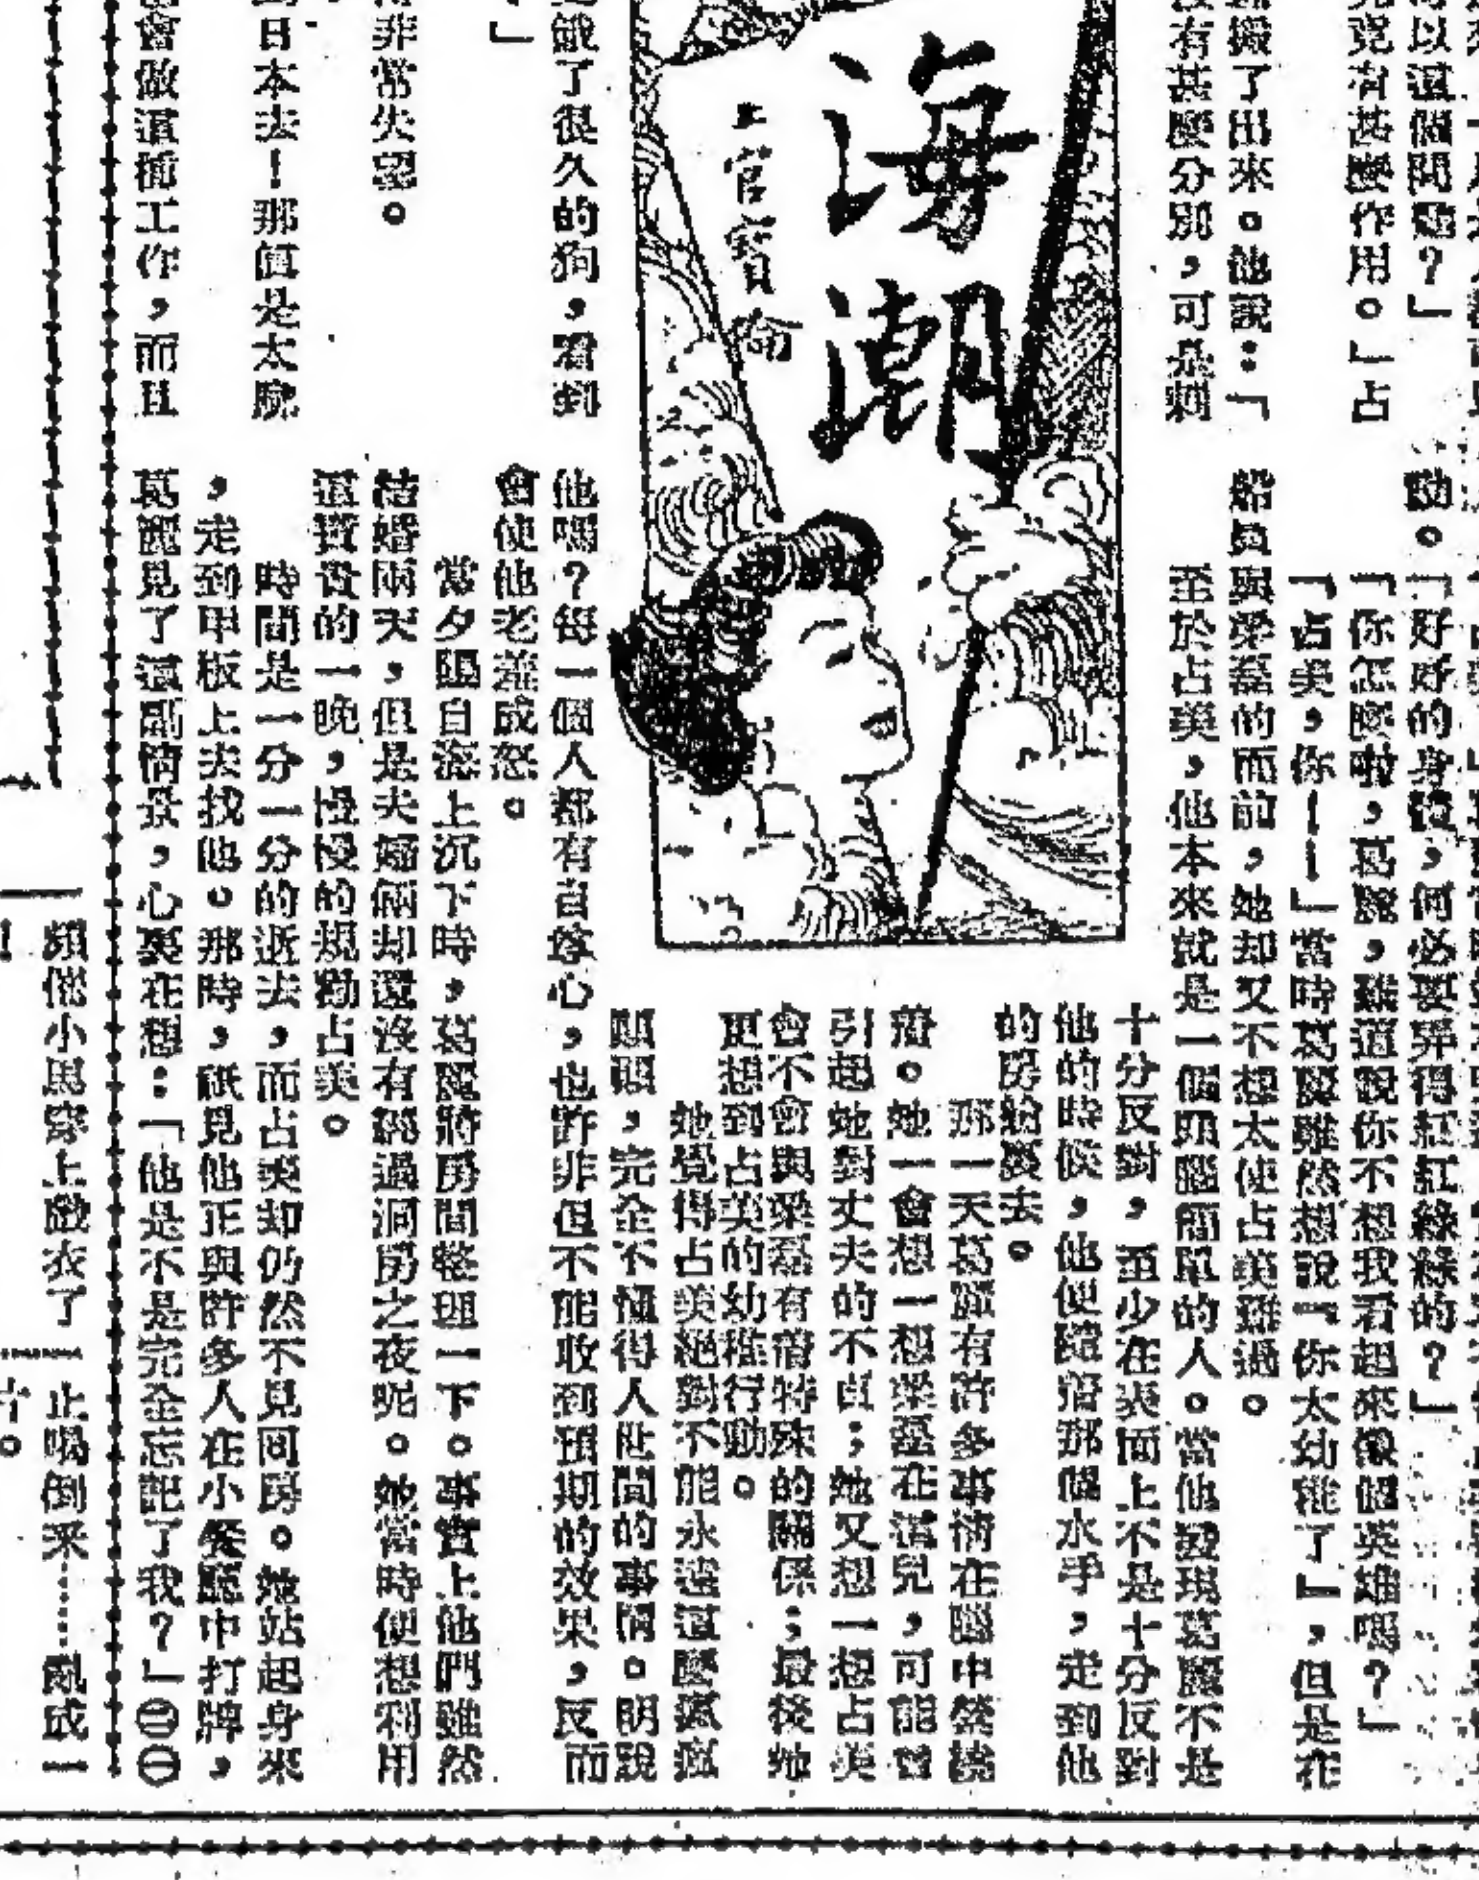 以這個問題？」
究竟有甚麼作用。」占
搬了出來。他說：「
有甚麼分別，可是
海潮
上官寶倫
餓了很久的狗，看到
」
非常失望。
日本去！那眞是太
會做這種工作，而且
動。「好好的身體，何必要弄得紅紅綠綠的？」
「你怎麼啦，葛麗，難道說你不想我看起來像個英雄嗎？」
「占美，你——」當時葛麗雖然想說『你太幼稚了』，但是在
船員與梁磊的面前，她却又不想太使占美難過。
至於占美，他本來就是一個頭腦簡單的人。當他發現葛麗不是
十分反對，至少在表面上不是十分反對
他的時候，他便跟着那個水手，走到他
的房艙裏去。
那一天葛麗有許多事情在腦中縈繞
着。她一會想一想梁磊在這兒，可能會
引起她對丈夫的不貞；她又想一想占美
會不會與梁磊有着特殊的關係；最後她
更想到占美的幼稚行動。
她覺得占美絕對不能永遠這麼瘋瘋
癲癲，完全不懂得人世間的事情。明說
他嗎？每一個人都有自尊心，也許非但不能收到預期的效果，反而
會使他老羞成怒。
當夕陽自海上沉下時，葛麗將房間整理一下。事實上他們雖然
結婚兩天，但是夫婦倆却還沒有經過洞房之夜呢。她當時便想利用
這寶貴的一晚，慢慢的規勸占美。
時間是一分一分的逝去，而占美却仍然不見回房。她站起身來
，走到甲板上去找他。那時，祇見他正與許多人在小餐廳中打牌，
葛麗見了這副情景，心裏在想：「他是不是完全忘記了我？」㊁㊀
頻催小馬穿上
衣了
止喝倒采……亂成一
片。